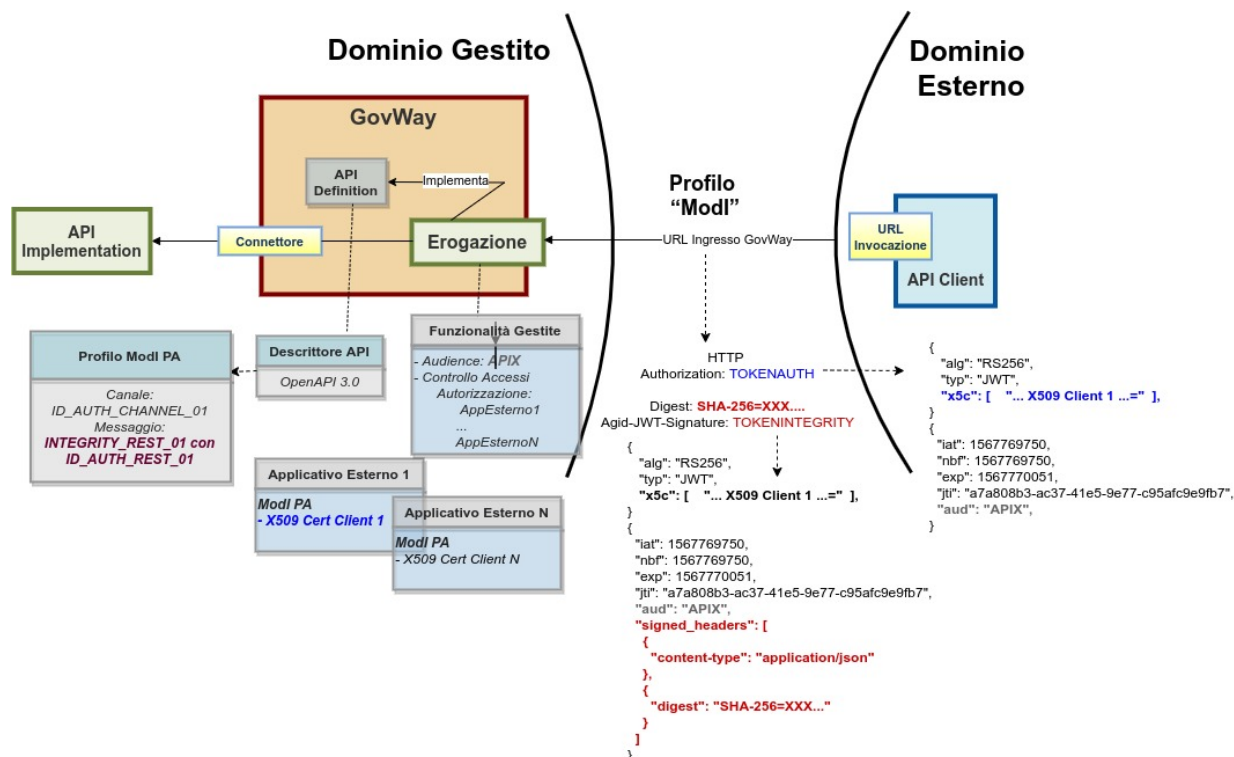 Dominio Gestito
Dominio
Esterno
GovWay
API
Definition
Implementa
Profilo
“ModI”
API
Implementation
Connettore
Erogazione
URL Ingresso GovWay
URL
Invocazione
API Client
Profilo ModI PA
Canale:
ID_AUTH_CHANNEL_01
Messaggio:
INTEGRITY_REST_01 con
ID_AUTH_REST_01
Descrittore API
OpenAPI 3.0
Funzionalità Gestite
- Audience: APIX
- Controllo Accessi
Autorizzazione:
AppEsterno1
...
AppEsternoN
Applicativo Esterno 1
ModI PA
- X509 Cert Client 1
Applicativo Esterno N
ModI PA
- X509 Cert Client N
HTTP
Authorization: TOKENAUTH
Digest: SHA-256=XXX....
Agid-JWT-Signature: TOKENINTEGRITY
{
"alg": "RS256",
"typ": "JWT",
"x5c": [ "... X509 Client 1 ...=" ],
}
{
"iat": 1567769750,
"nbf": 1567769750,
"exp": 1567770051,
"jti": "a7a808b3-ac37-41e5-9e77-c95afc9e9fb7",
"aud": "APIX",
"signed_headers": [
{
"content-type": "application/json"
},
{
"digest": "SHA-256=XXX..."
}
]
}
{
"alg": "RS256",
"typ": "JWT",
"x5c": [ "... X509 Client 1 ...=" ],
}
{
"iat": 1567769750,
"nbf": 1567769750,
"exp": 1567770051,
"jti": "a7a808b3-ac37-41e5-9e77-c95afc9e9fb7",
"aud": "APIX",
}